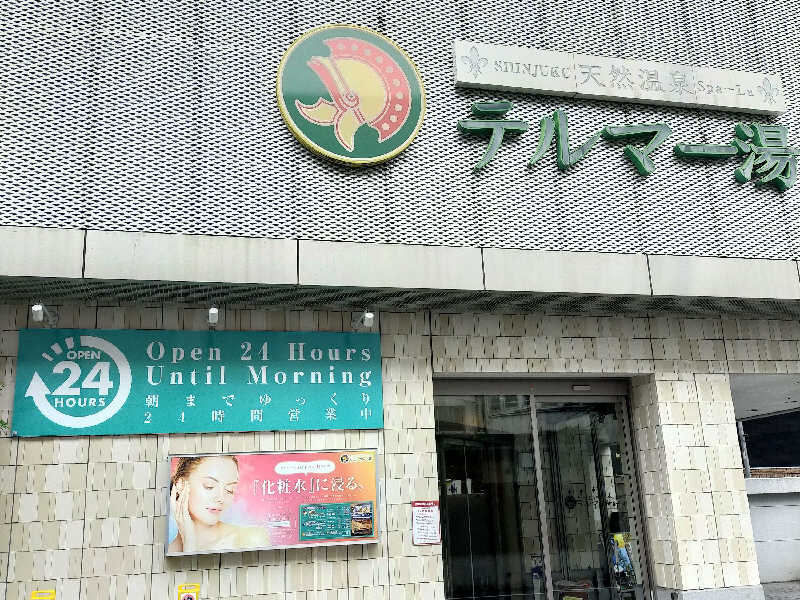 SHINJUKU 天然温泉 Spa-Lu
テルマー湯
OPEN
24
HOURS
Open 24 Hours
Until Morning
朝までゆっくり
24時間営業中
「化粧水」に浸る、